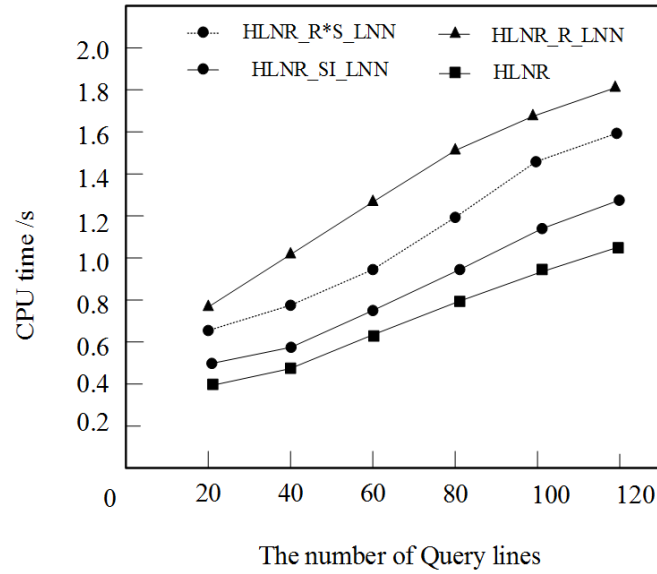 HLNR_R*S_LNN
HLNR_R_LNN
HLNR_SI_LNN
HLNR
2.0
1.8
1.6
1.4
1.2
1.0
0.8
0.6
0.4
0.2
0
CPU time /s
20 40 60 80 100 120
The number of Query lines